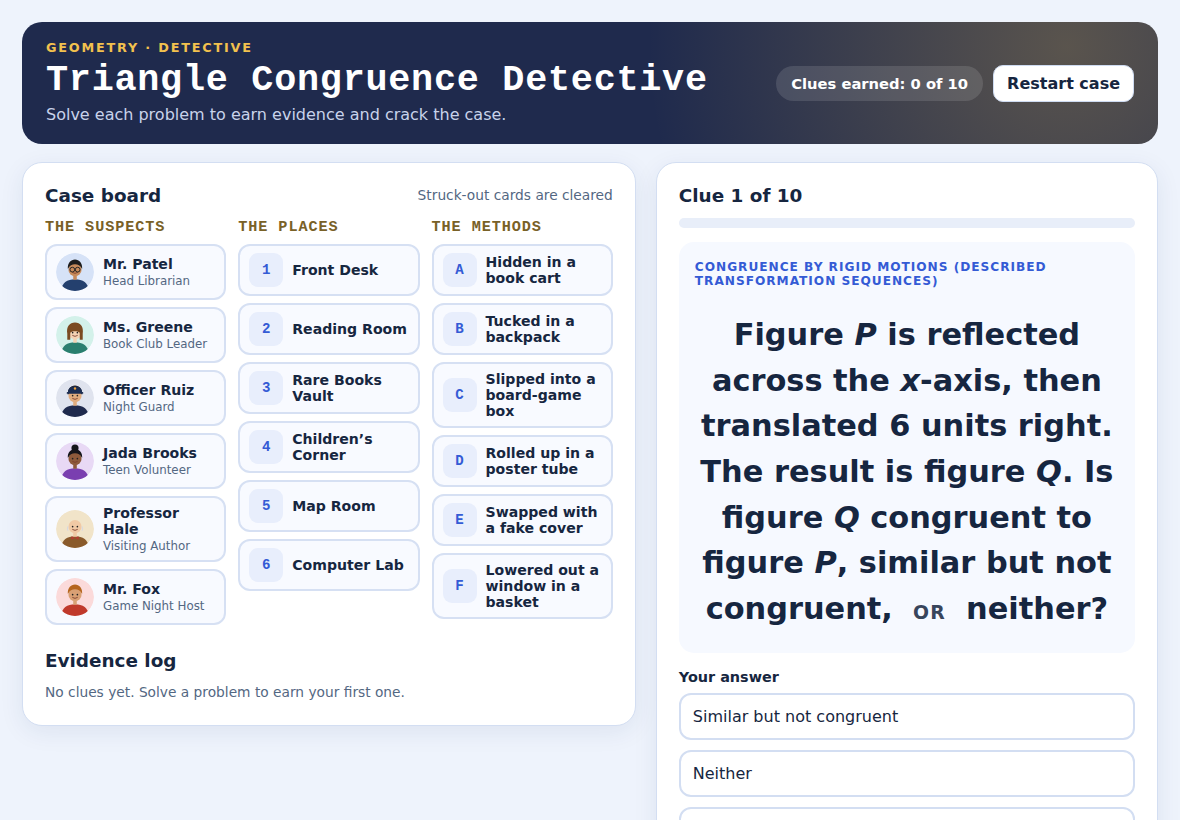 GEOMETRY · DETECTIVE
Triangle Congruence Detective
Solve each problem to earn evidence and crack the case.
Clues earned: 0 of 10
Restart case
Case board
Struck-out cards are cleared
THE SUSPECTS
Mr. Patel
Head Librarian
Ms. Greene
Book Club Leader
Officer Ruiz
Night Guard
Jada Brooks
Teen Volunteer
Professor
Hale
Visiting Author
Mr. Fox
Game Night Host
THE PLACES
1 Front Desk
2 Reading Room
3 Rare Books
Vault
4 Children’s
Corner
5 Map Room
6 Computer Lab
THE METHODS
A Hidden in a
book cart
B Tucked in a
backpack
C Slipped into a
board-game
box
D Rolled up in a
poster tube
E Swapped with
a fake cover
F Lowered out a
window in a
basket
Evidence log
No clues yet. Solve a problem to earn your first one.
Clue 1 of 10
CONGRUENCE BY RIGID MOTIONS (DESCRIBED
TRANSFORMATION SEQUENCES)
Figure P is reflected
across the x-axis, then
translated 6 units right.
The result is figure Q. Is
figure Q congruent to
figure P, similar but not
congruent, OR neither?
Your answer
Similar but not congruent
Neither